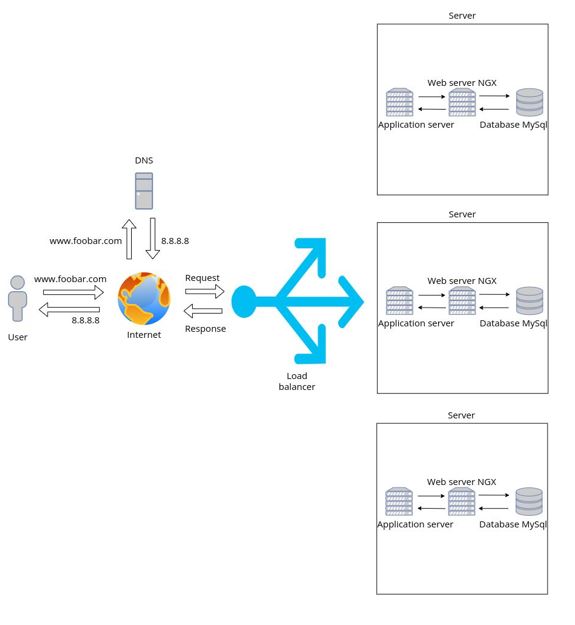 Server
Web server NGX
Application server
Database MySql
DNS
www.foobar.com
8.8.8.8
Server
www.foobar.com
8.8.8.8
User
Internet
Request
Response
Load
balancer
Web server NGX
Application server
Database MySql
Server
Web server NGX
Application server
Database MySql